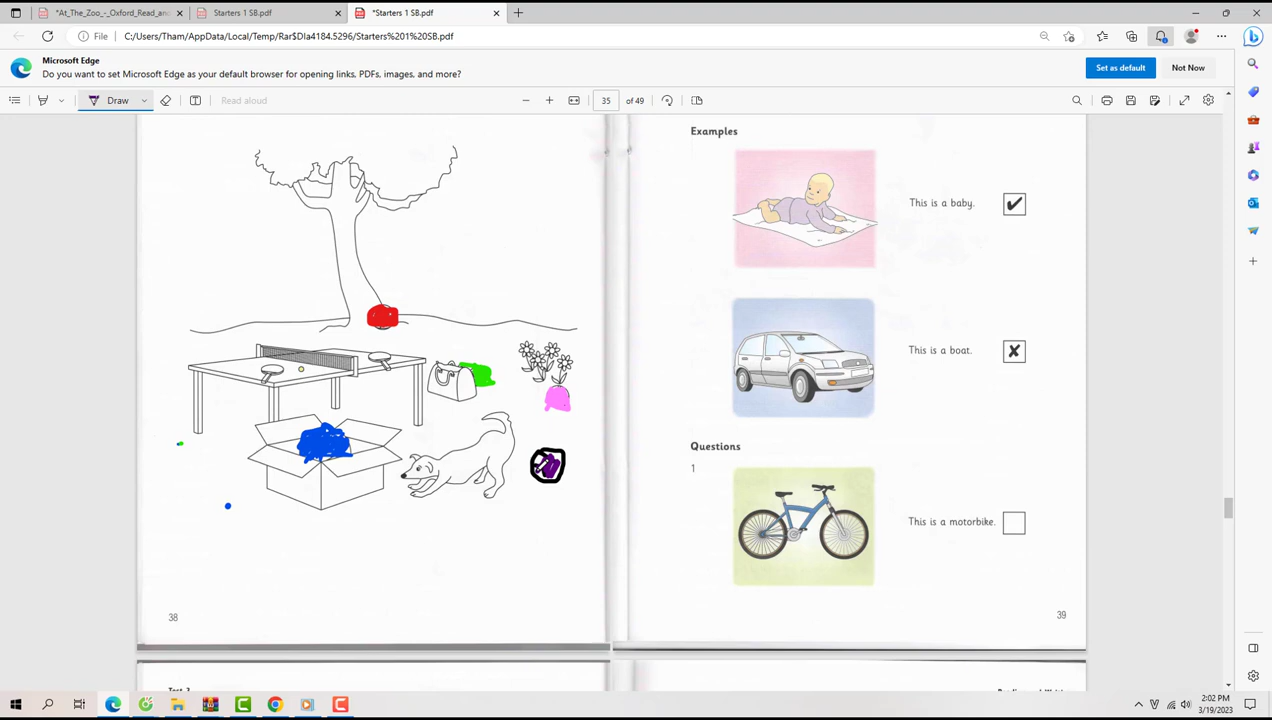 *At_The_Zoo_-_Oxford_Read_and
Starters 1 SB.pdf
*Starters 1 SB.pdf
File
C:/Users/Tham/AppData/Local/Temp/Rar$DIa4184.5296/Starters%201%20SB.pdf
Microsoft Edge
Do you want to set Microsoft Edge as your default browser for opening links, PDFs, images, and more?
Set as default
Not Now
Draw
Read aloud
35 of 49
38
Examples
This is a baby.
This is a boat.
Questions
1
This is a motorbike.
39
2:02 PM
3/19/2023